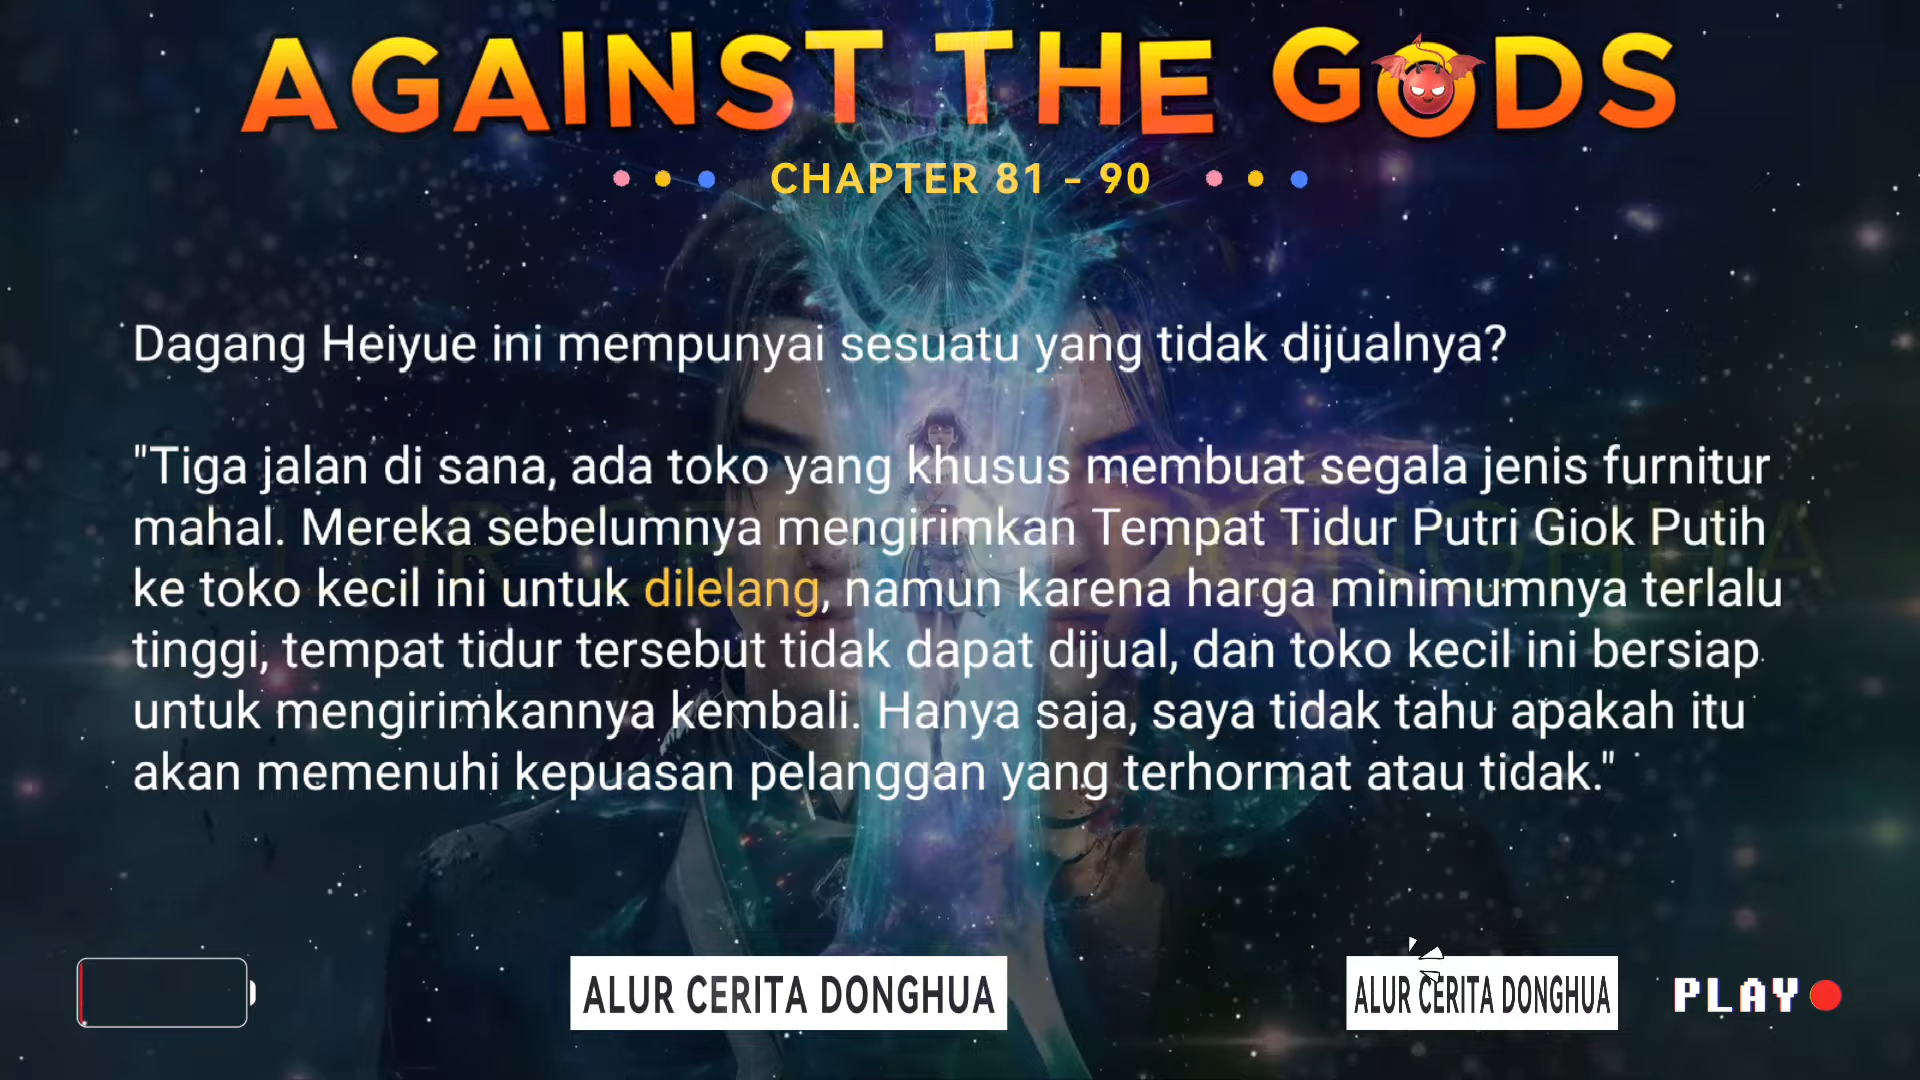 AGAINST THE GODS
CHAPTER 81 - 90
Dagang Heiyue ini mempunyai sesuatu yang tidak dijualnya?
"Tiga jalan di sana, ada toko yang khusus membuat segala jenis furnitur
mahal. Mereka sebelumnya mengirimkan Tempat Tidur Putri Giok Putih
ke toko kecil ini untuk dilelang, namun karena harga minimumnya terlalu
tinggi, tempat tidur tersebut tidak dapat dijual, dan toko kecil ini bersiap
untuk mengirimkannya kembali. Hanya saja, saya tidak tahu apakah itu
akan memenuhi kepuasan pelanggan yang terhormat atau tidak."
ALUR CERITA DONGHUA
ALUR CERITA DONGHUA
PLAY